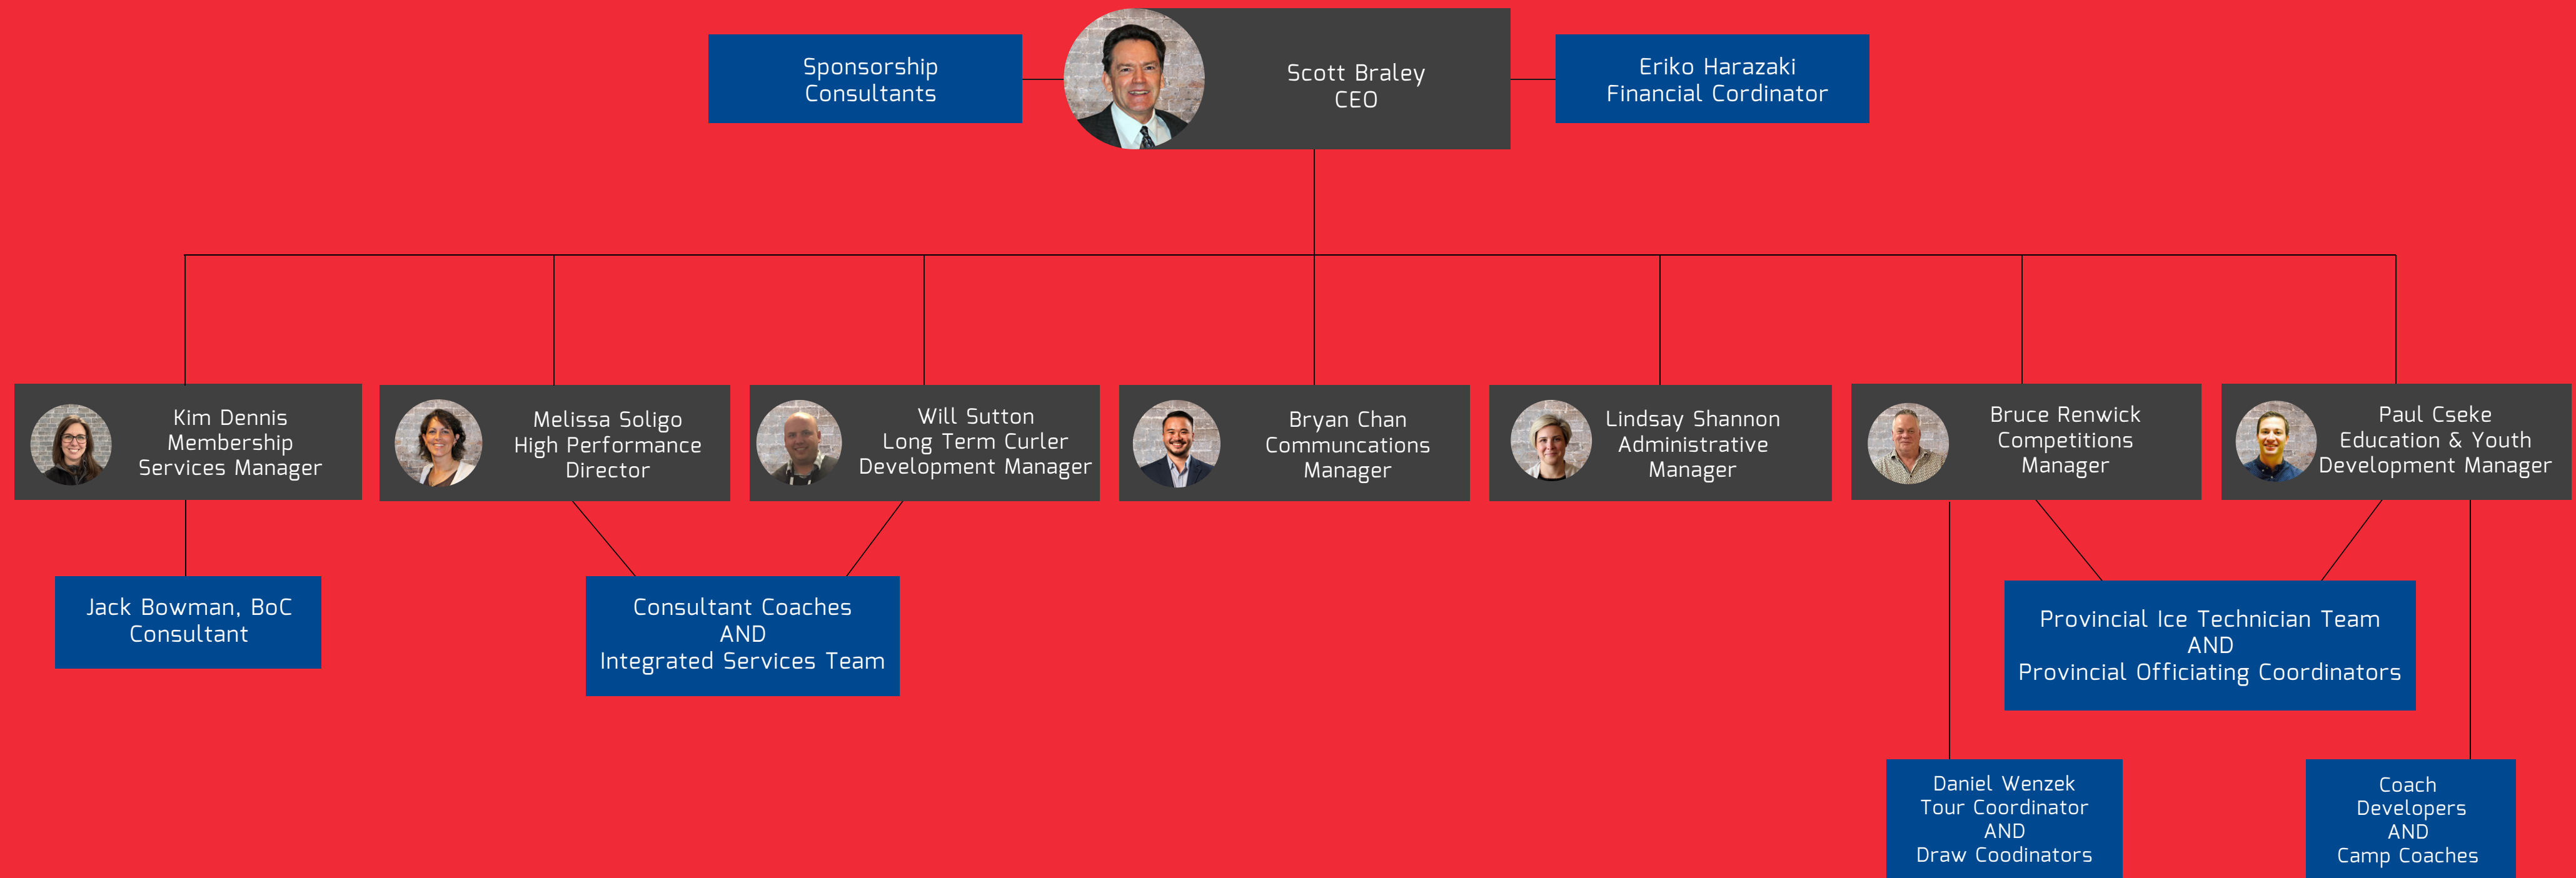 Sponsorship
Consultants
Scott Braley
CEO
Eriko Harazaki
Financial Cordinator
Kim Dennis
Membership
Services Manager
Melissa Soligo
High Performance
Director
Will Sutton
Long Term Curler
Development Manager
Bryan Chan
Communcations
Manager
Lindsay Shannon
Administrative
Manager
Bruce Renwick
Competitions
Manager
Paul Cseke
Education & Youth
Development Manager
Jack Bowman, BoC
Consultant
Consultant Coaches
AND
Integrated Services Team
Provincial Ice Technician Team
AND
Provincial Officiating Coordinators
Daniel Wenzek
Tour Coordinator
AND
Draw Coodinators
Coach
Developers
AND
Camp Coaches